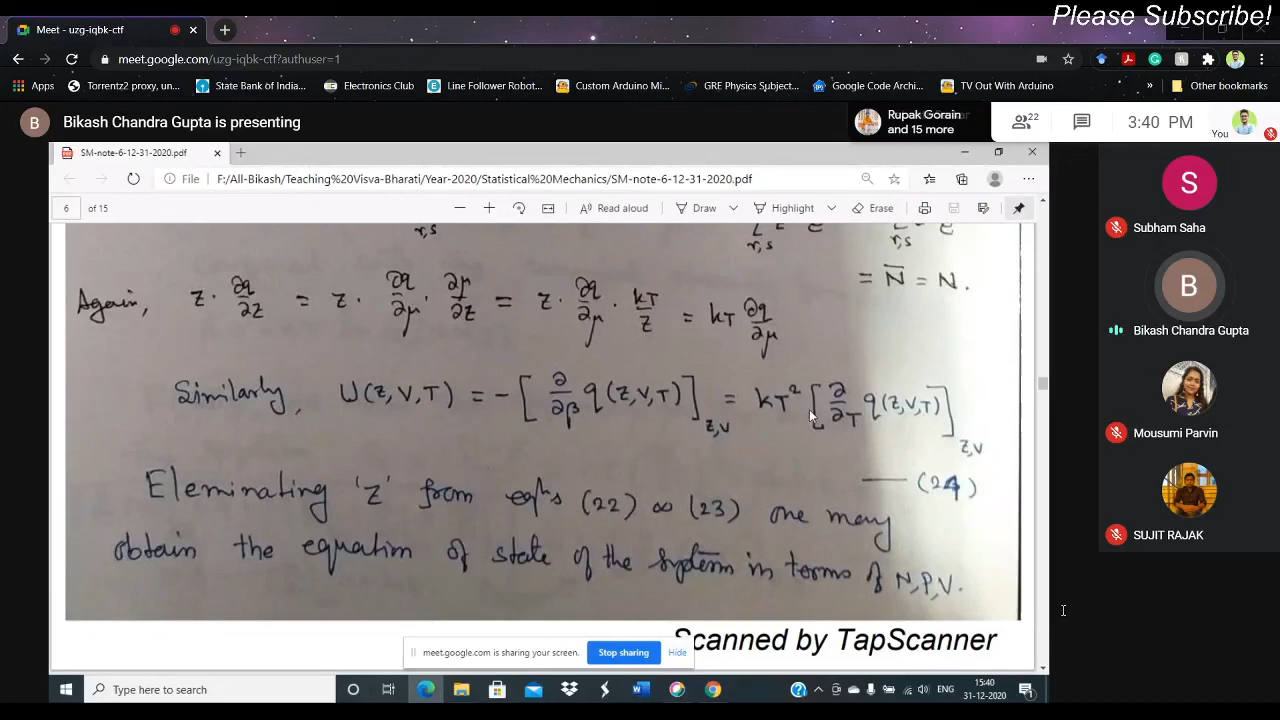 Please Subscribe!
Meet - uzg-iqbk-ctf
meet.google.com/uzg-iqbk-ctf?authuser=1
Apps Torrentz2 proxy, un... State Bank of India... Electronics Club Line Follower Robot... Custom Arduino Mi... GRE Physics Subject... Google Code Archi... TV Out With Arduino » Other bookmarks
B Bikash Chandra Gupta is presenting
Rupak Gorain
and 15 more
22
3:40 PM
You
SM-note-6-12-31-2020.pdf
File F:/All-Bikash/Teaching%20Visva-Bharati/Year-2020/Statistical%20Mechanics/SM-note-6-12-31-2020.pdf
6 of 15 Read aloud Draw Highlight Erase
r,s r,s r,s
= N̄ = N.
Again, z · ∂q/∂z = z · ∂q/∂μ · ∂μ/∂z = z · ∂q/∂μ · kT/z = kT ∂q/∂μ
Similarly, U(z,V,T) = - [ ∂/∂β q(z,V,T) ]z,V = kT² [ ∂/∂T q(z,V,T) ]z,V
— (24)
Eleminating 'z' from eqns (22) & (23) one many
obtain the equation of state of the system in terms of N,P,V.
Scanned by TapScanner
meet.google.com is sharing your screen. Stop sharing Hide
S
Subham Saha
B
Bikash Chandra Gupta
Mousumi Parvin
SUJIT RAJAK
Type here to search
ENG
15:40
31-12-2020
1